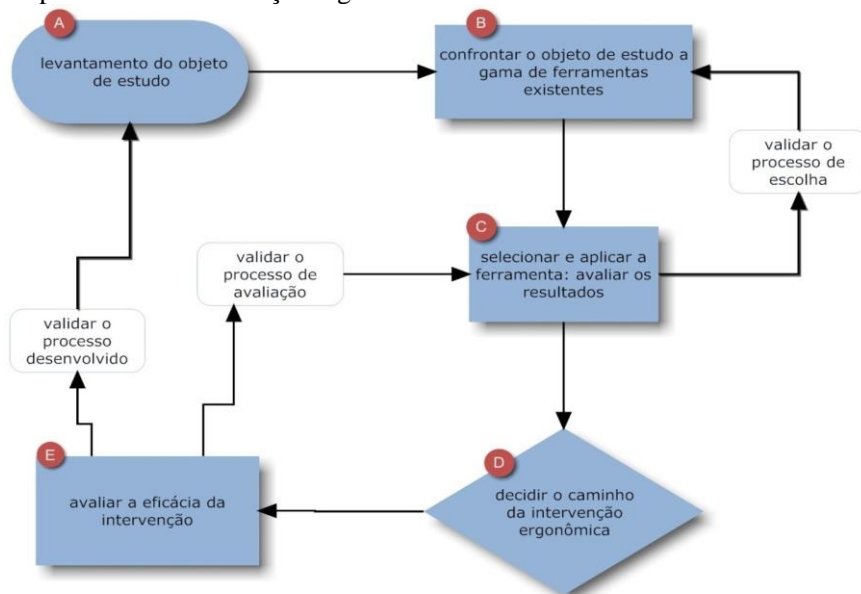 A
levantamento do objeto
de estudo
B
confrontar o objeto de estudo a
gama de ferramentas
existentes
validar o
processo de
escolha
C
selecionar e aplicar a
ferramenta: avaliar os
resultados
validar o
processo de
avaliação
validar o
processo
desenvolvido
D
decidir o caminho
da intervenção
ergonômica
E
avaliar a eficácia da
intervenção